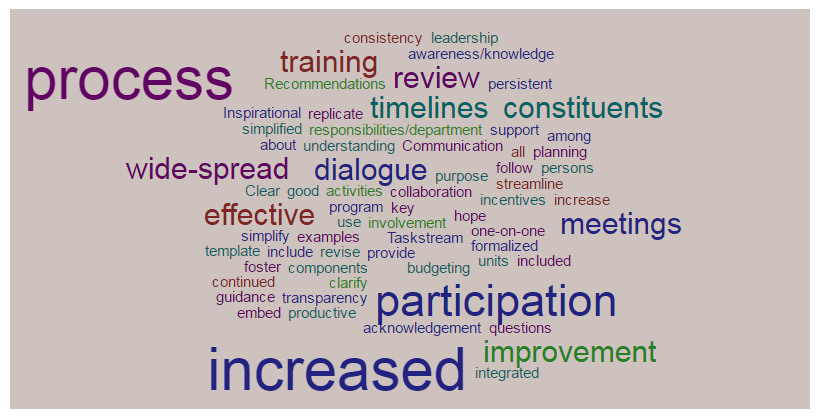 consistency leadership
training awareness/knowledge
process Recommendations review persistent
Inspirational replicate timelines constituents
simplified responsibilities/department support among
about understanding Communication all planning
wide-spread dialogue purpose follow persons
Clear good activities collaboration streamline
incentives increase
effective program key hope meetings
use involvement one-on-one
simplify examples Taskstream formalized
template include revise provide
foster components budgeting units included
continued clarify
guidance transparency participation
embed productive
acknowledgement questions
increased improvement
integrated